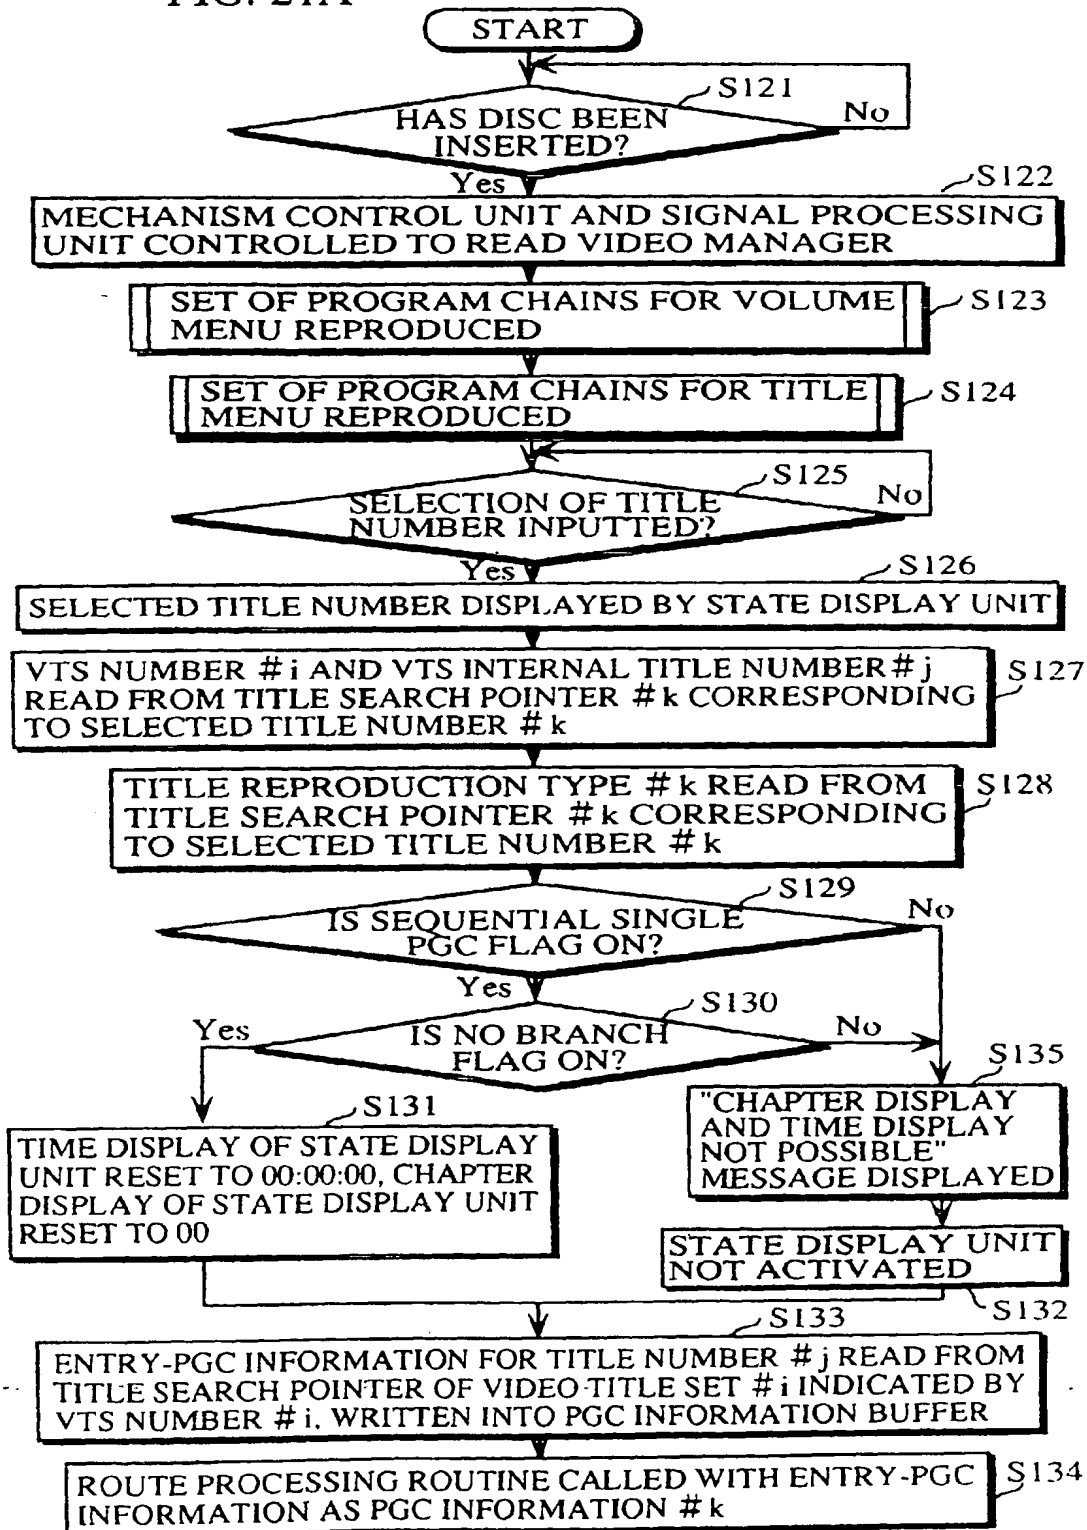 START
S121
HAS DISC BEEN
INSERTED?
No
Yes
S122
MECHANISM CONTROL UNIT AND SIGNAL PROCESSING
UNIT CONTROLLED TO READ VIDEO MANAGER
SET OF PROGRAM CHAINS FOR VOLUME
MENU REPRODUCED
S123
SET OF PROGRAM CHAINS FOR TITLE
MENU REPRODUCED
S124
S125
SELECTION OF TITLE
NUMBER INPUTTED?
No
Yes
S126
SELECTED TITLE NUMBER DISPLAYED BY STATE DISPLAY UNIT
VTS NUMBER #i AND VTS INTERNAL TITLE NUMBER #j
READ FROM TITLE SEARCH POINTER #k CORRESPONDING
TO SELECTED TITLE NUMBER #k
S127
TITLE REPRODUCTION TYPE #k READ FROM
TITLE SEARCH POINTER #k CORRESPONDING
TO SELECTED TITLE NUMBER #k
S128
S129
IS SEQUENTIAL SINGLE
PGC FLAG ON?
No
Yes
S130
IS NO BRANCH
FLAG ON?
Yes
No
S131
TIME DISPLAY OF STATE DISPLAY
UNIT RESET TO 00:00:00, CHAPTER
DISPLAY OF STATE DISPLAY UNIT
RESET TO 00
S135
"CHAPTER DISPLAY
AND TIME DISPLAY
NOT POSSIBLE"
MESSAGE DISPLAYED
STATE DISPLAY UNIT
NOT ACTIVATED
S132
S133
ENTRY-PGC INFORMATION FOR TITLE NUMBER #j READ FROM
TITLE SEARCH POINTER OF VIDEO TITLE SET #i INDICATED BY
VTS NUMBER #i. WRITTEN INTO PGC INFORMATION BUFFER
ROUTE PROCESSING ROUTINE CALLED WITH ENTRY-PGC
INFORMATION AS PGC INFORMATION #k
S134